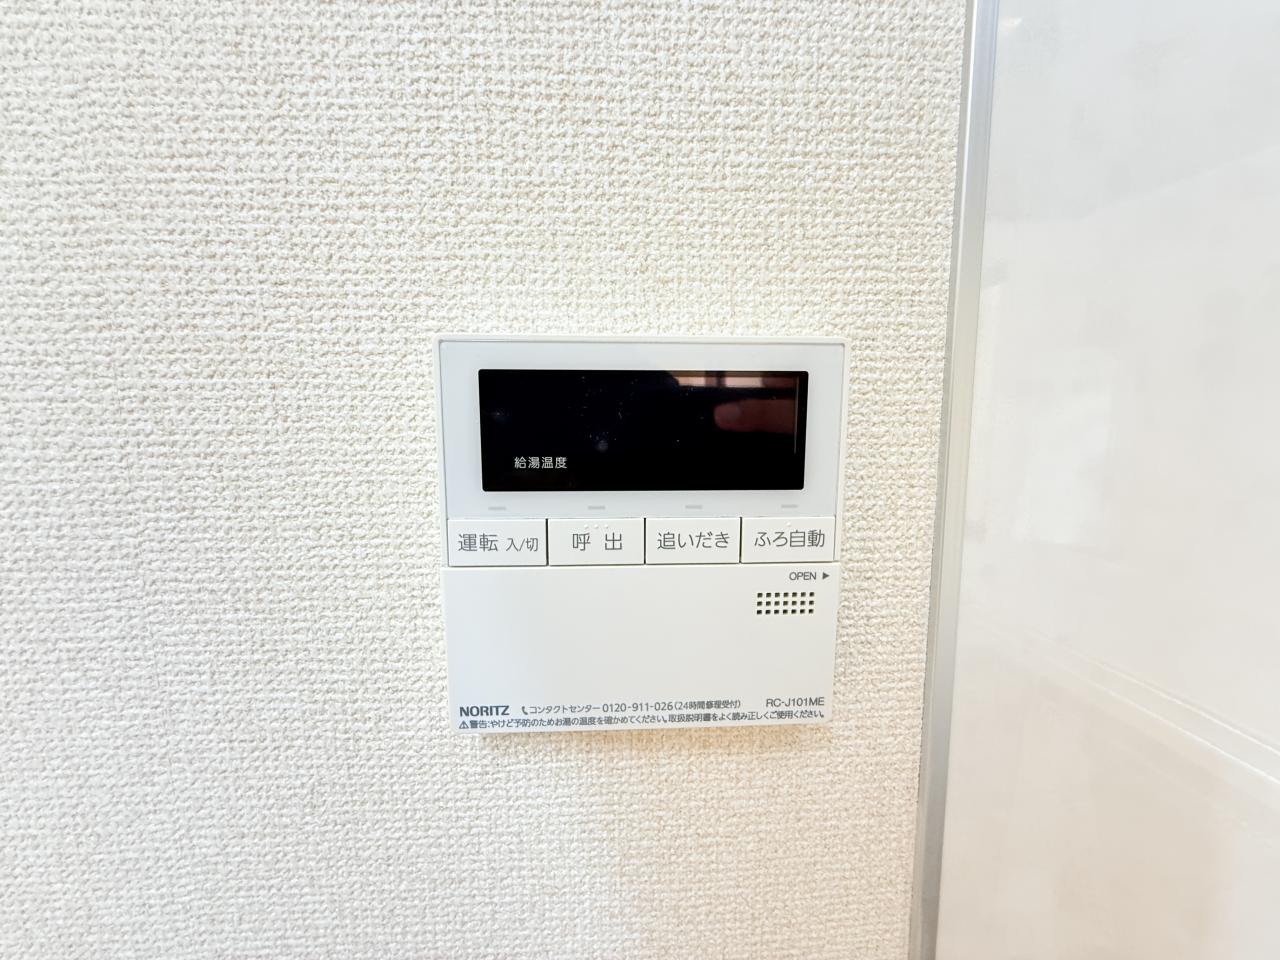 給湯温度
運転 入/切 呼出 追いだき ふろ自動
OPEN ▶
NORITZ コンタクトセンター 0120-911-026(24時間修理受付) RC-J101ME
⚠警告:やけど予防のためお湯の温度を確かめてください。取扱説明書をよく読み正しくご使用ください。